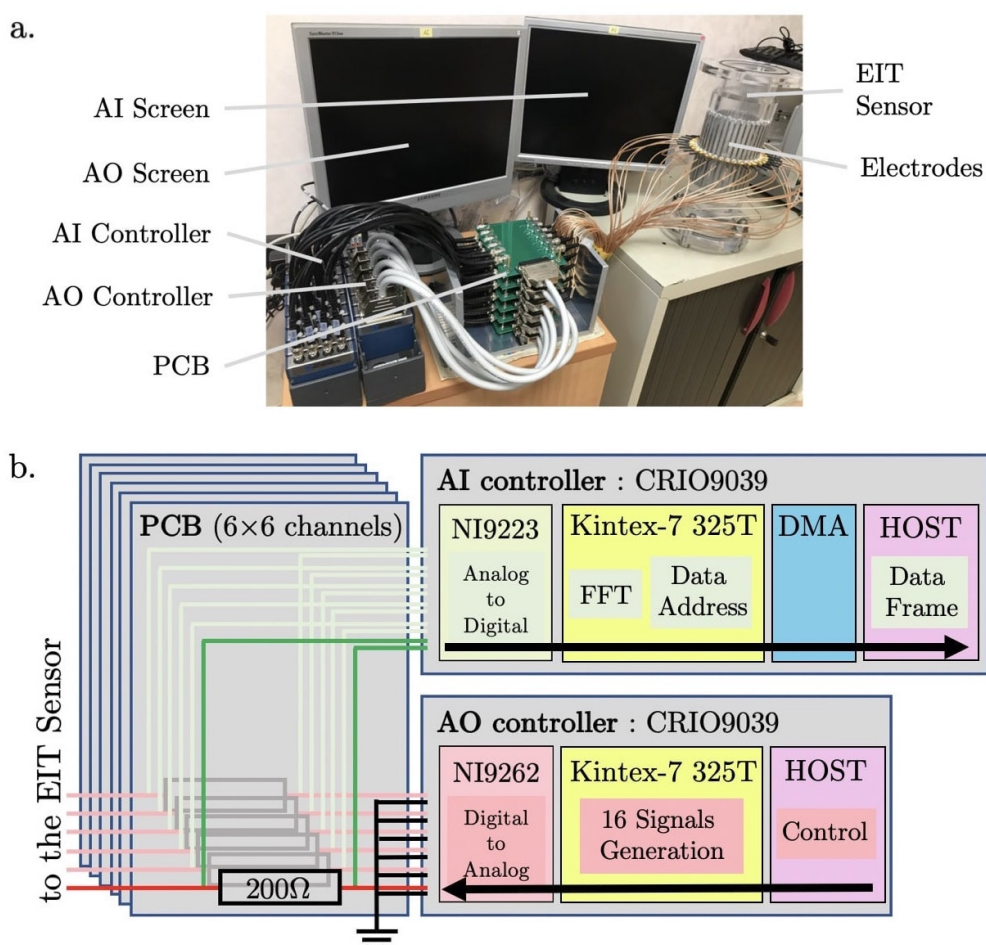 a.
AI Screen
AO Screen
AI Controller
AO Controller
PCB
EIT
Sensor
Electrodes
AO
SAMSUNG
b.
PCB (6×6 channels)
to the EIT Sensor
200Ω
AI controller : CRIO9039
NI9223
Analog
to
Digital
Kintex-7 325T
FFT
Data
Address
DMA
HOST
Data
Frame
AO controller : CRIO9039
NI9262
Digital
to
Analog
Kintex-7 325T
16 Signals
Generation
HOST
Control